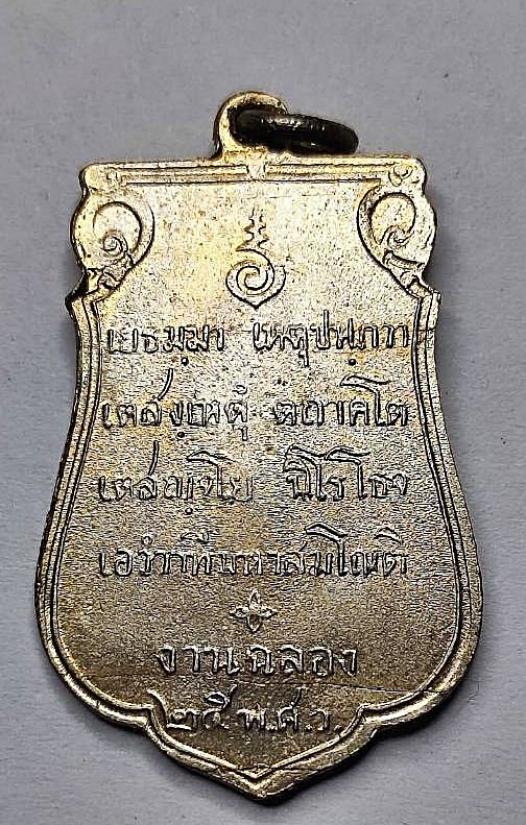 เยธมฺมา เหตุปฺปภวา
เตสํเหตุํ ตถาคโต
เตสญฺจโย นิโรโธจ
เอวํวาทีมหาสมโณติ
งานฉลอง
๒๕ พ.ศ.ว.